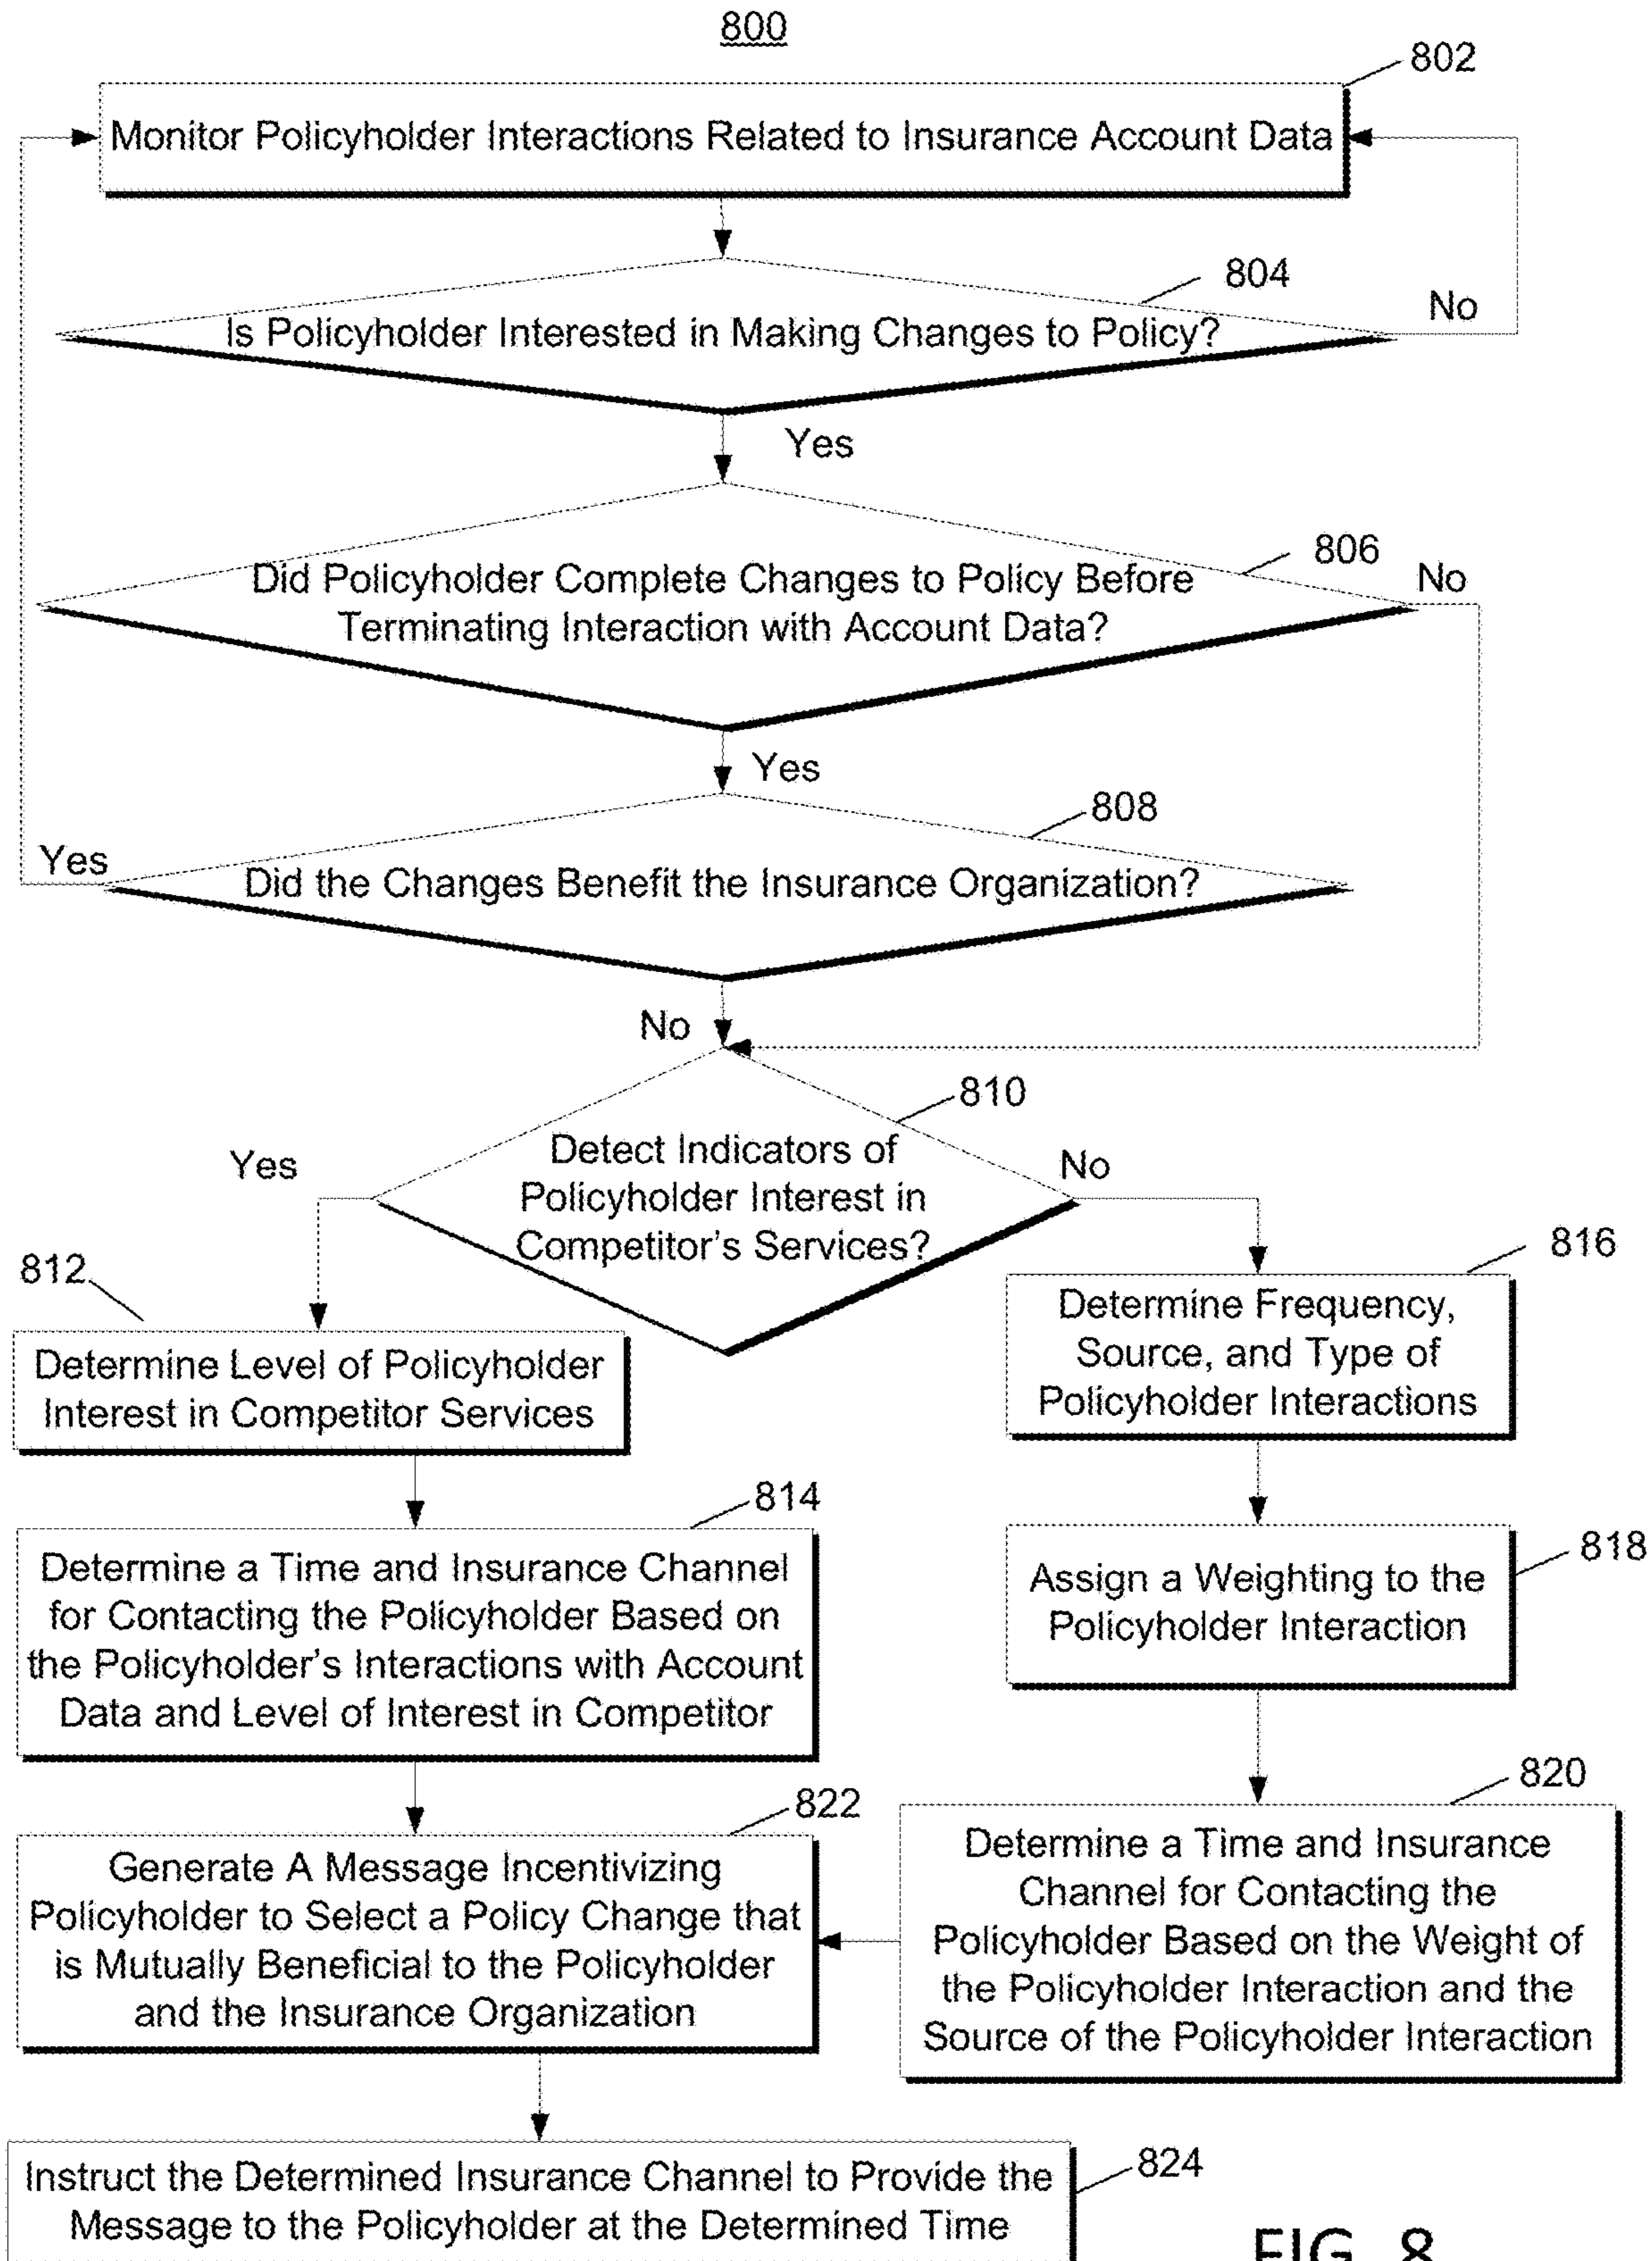 800
802
Monitor Policyholder Interactions Related to Insurance Account Data
804
Is Policyholder Interested in Making Changes to Policy?
No
Yes
806
Did Policyholder Complete Changes to Policy Before
Terminating Interaction with Account Data?
No
Yes
808
Yes
Did the Changes Benefit the Insurance Organization?
No
810
Detect Indicators of
Policyholder Interest in
Competitor's Services?
Yes
No
812
Determine Level of Policyholder
Interest in Competitor Services
816
Determine Frequency,
Source, and Type of
Policyholder Interactions
814
Determine a Time and Insurance Channel
for Contacting the Policyholder Based on
the Policyholder's Interactions with Account
Data and Level of Interest in Competitor
818
Assign a Weighting to the
Policyholder Interaction
822
Generate A Message Incentivizing
Policyholder to Select a Policy Change that
is Mutually Beneficial to the Policyholder
and the Insurance Organization
820
Determine a Time and Insurance
Channel for Contacting the
Policyholder Based on the Weight of
the Policyholder Interaction and the
Source of the Policyholder Interaction
824
Instruct the Determined Insurance Channel to Provide the
Message to the Policyholder at the Determined Time
FIG. 8